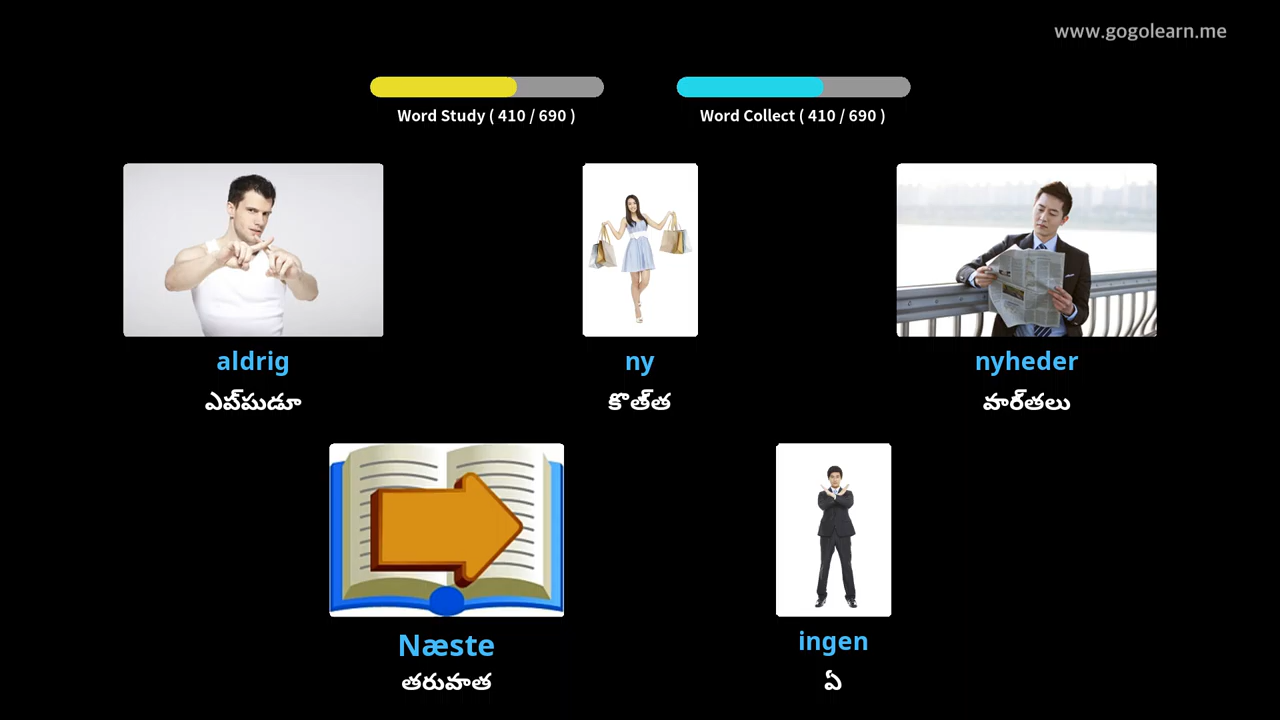 www.gogolearn.me
Word Study ( 410 / 690 )
Word Collect ( 410 / 690 )
aldrig
ny
nyheder
ఎప్పుడూ
కొత్త
వార్తలు
Næste
ingen
తరువాత
ఏ